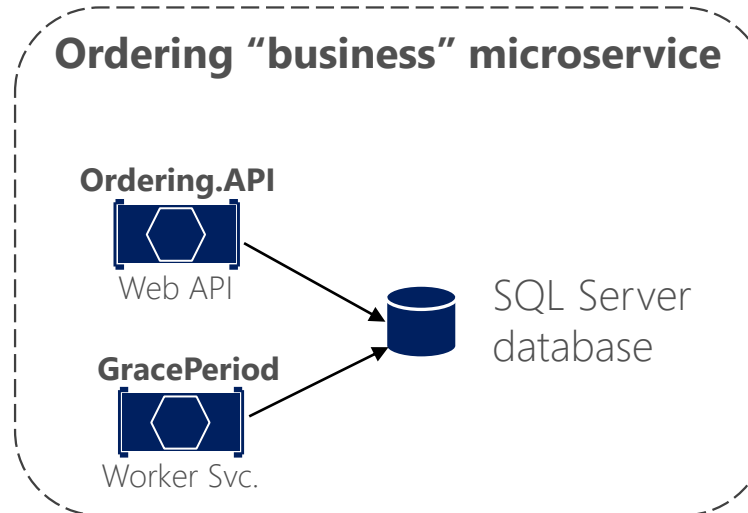 Ordering “business” microservice
Ordering.API
Web API
SQL Server
database
GracePeriod
Worker Svc.